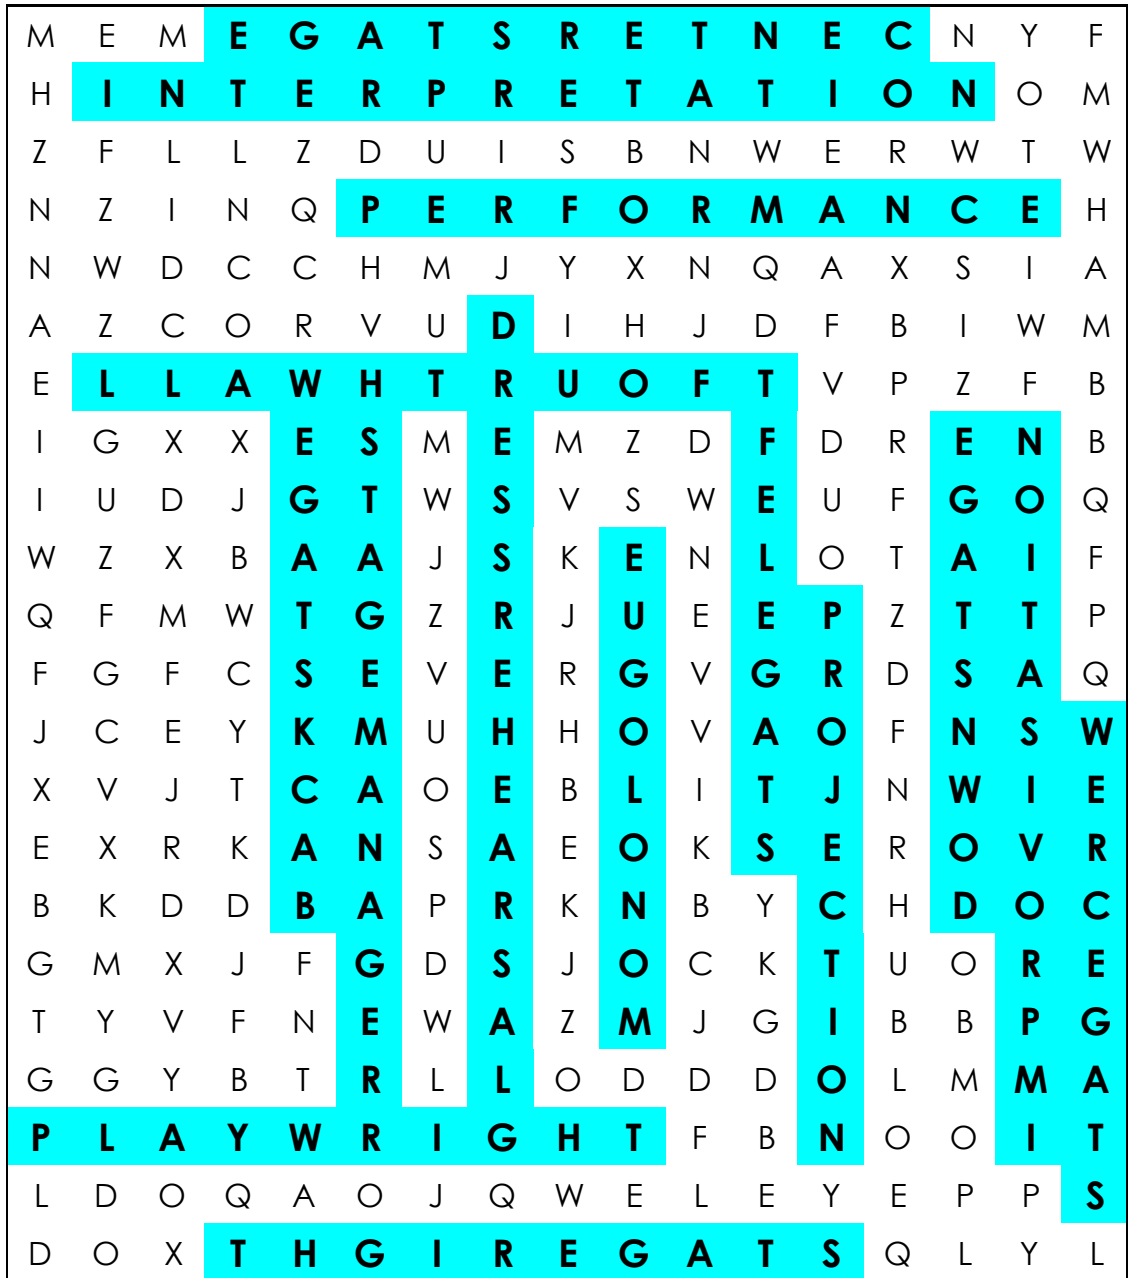 M E M E G A T S R E T N E C N Y F
H I N T E R P R E T A T I O N O M
Z F L L Z D U I S B N W E R W T W
N Z I N Q P E R F O R M A N C E H
N W D C C H M J Y X N Q A X S I A
A Z C O R V U D I H J D F B I W M
E L L A W H T R U O F T V P Z F B
I G X X E S M E M Z D F D R E N B
I U D J G T W S V S W E U F G O Q
W Z X B A A J S K E N L O T A I F
Q F M W T G Z R J U E E P Z T T P
F G F C S E V E R G V G R D S A Q
J C E Y K M U H H O V A O F N S W
X V J T C A O E B L I T J N W I E
E X R K A N S A E O K S E R O V R
B K D D B A P R K N B Y C H D O C
G M X J F G D S J O C K T U O R E
T Y V F N E W A Z M J G I B B P G
G G Y B T R L L O D D D O L M M A
P L A Y W R I G H T F B N O O I T
L D O Q A O J Q W E L E Y E P P S
D O X T H G I R E G A T S Q L Y L